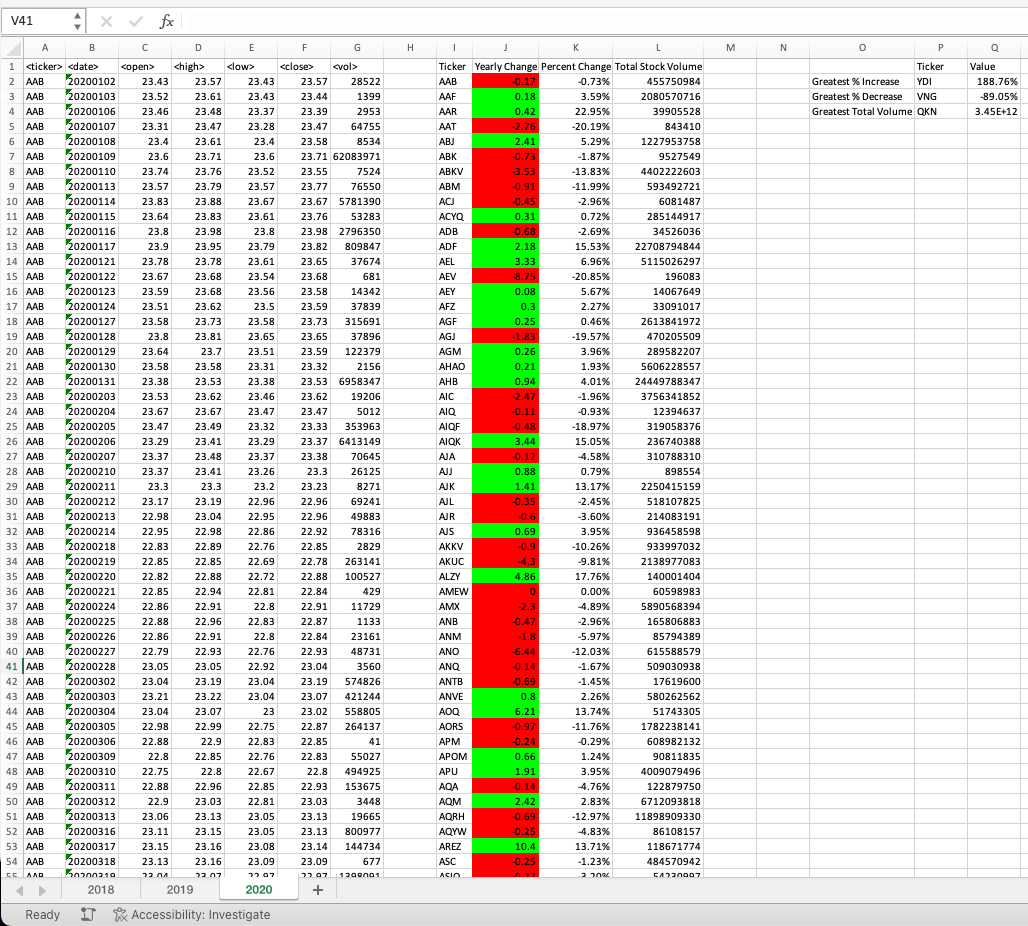 V41 fx
A B C D E F G H I J K L M N O P Q
1 <ticker> <date> <open> <high> <low> <close> <vol> Ticker Yearly Change Percent Change Total Stock Volume Ticker Value
2 AAB 20200102 23.43 23.57 23.43 23.57 28522 AAB -0.17 -0.73% 455750984 Greatest % Increase YDI 188.76%
3 AAB 20200103 23.52 23.61 23.43 23.44 1399 AAF 0.18 3.59% 2080570716 Greatest % Decrease VNG -89.05%
4 AAB 20200106 23.46 23.48 23.37 23.39 2953 AAR 0.42 22.95% 39905528 Greatest Total Volume QKN 3.45E+12
5 AAB 20200107 23.31 23.47 23.28 23.47 64755 AAT -2.76 -20.19% 843410
6 AAB 20200108 23.4 23.61 23.4 23.58 8534 ABJ 2.41 5.29% 1227953758
7 AAB 20200109 23.6 23.71 23.6 23.71 62083971 ABK -0.73 -1.87% 9527549
8 AAB 20200110 23.74 23.76 23.52 23.55 7524 ABKV -3.53 -13.83% 4402222603
9 AAB 20200113 23.57 23.79 23.57 23.77 76550 ABM -0.91 -11.99% 593492721
10 AAB 20200114 23.83 23.88 23.67 23.67 5781390 ACJ -0.45 -2.96% 6081487
11 AAB 20200115 23.64 23.83 23.61 23.76 53283 ACYQ 0.31 0.72% 285144917
12 AAB 20200116 23.8 23.98 23.8 23.98 2796350 ADB -0.68 -2.69% 34526036
13 AAB 20200117 23.9 23.95 23.79 23.82 809847 ADF 2.18 15.53% 22708794844
14 AAB 20200121 23.78 23.78 23.61 23.65 37674 AEL 3.33 6.96% 5115026297
15 AAB 20200122 23.67 23.68 23.54 23.68 681 AEV -8.75 -20.85% 196083
16 AAB 20200123 23.59 23.68 23.56 23.58 14342 AEY 0.08 5.67% 14067649
17 AAB 20200124 23.51 23.62 23.5 23.59 37839 AFZ 0.3 2.27% 33091017
18 AAB 20200127 23.58 23.73 23.58 23.73 315691 AGF 0.25 0.46% 2613841972
19 AAB 20200128 23.8 23.81 23.65 23.65 37896 AGJ -1.83 -19.57% 470205509
20 AAB 20200129 23.64 23.7 23.51 23.59 122379 AGM 0.26 3.96% 289582207
21 AAB 20200130 23.58 23.58 23.31 23.32 2156 AHAO 0.21 1.93% 5606228557
22 AAB 20200131 23.38 23.53 23.38 23.53 6958347 AHB 0.94 4.01% 24449788347
23 AAB 20200203 23.53 23.62 23.46 23.62 19206 AIC -2.47 -1.96% 3756341852
24 AAB 20200204 23.67 23.67 23.47 23.47 5012 AIQ -0.11 -0.93% 12394637
25 AAB 20200205 23.47 23.49 23.32 23.33 353963 AIQF -0.48 -18.97% 319058376
26 AAB 20200206 23.29 23.41 23.29 23.37 6413149 AIQK 3.44 15.05% 236740388
27 AAB 20200207 23.37 23.48 23.37 23.38 70645 AJA -0.12 -4.58% 310788310
28 AAB 20200210 23.37 23.41 23.26 23.3 26125 AJJ 0.88 0.79% 898554
29 AAB 20200211 23.3 23.3 23.2 23.23 8271 AJK 1.41 13.17% 2250415159
30 AAB 20200212 23.17 23.19 22.96 22.96 69241 AJL -0.35 -2.45% 518107825
31 AAB 20200213 22.98 23.04 22.95 22.96 49883 AJR -0.6 -3.60% 214083191
32 AAB 20200214 22.95 22.98 22.86 22.92 78316 AJS 0.69 3.95% 936458598
33 AAB 20200218 22.83 22.89 22.76 22.85 2829 AKKV -0.9 -10.26% 933997032
34 AAB 20200219 22.85 22.85 22.69 22.78 263141 AKUC -4.3 -9.81% 2138977083
35 AAB 20200220 22.82 22.88 22.72 22.88 100527 ALZY 4.86 17.76% 140001404
36 AAB 20200221 22.85 22.94 22.81 22.84 429 AMEW 0 0.00% 60598983
37 AAB 20200224 22.86 22.91 22.8 22.91 11729 AMX -2.3 -4.89% 5890568394
38 AAB 20200225 22.88 22.96 22.83 22.87 1133 ANB -0.47 -2.96% 165806883
39 AAB 20200226 22.86 22.91 22.8 22.84 23161 ANM -1.8 -5.97% 85794389
40 AAB 20200227 22.79 22.93 22.76 22.93 48731 ANO -6.44 -12.03% 615588579
41 AAB 20200228 23.05 23.05 22.92 23.04 3560 ANQ -0.14 -1.67% 509030938
42 AAB 20200302 23.04 23.19 23.04 23.19 574826 ANTB -0.69 -1.45% 17619600
43 AAB 20200303 23.21 23.22 23.04 23.07 421244 ANVE 0.8 2.26% 580262562
44 AAB 20200304 23.04 23.07 23 23.02 558805 AOQ 6.21 13.74% 51743305
45 AAB 20200305 22.98 22.99 22.75 22.87 264137 AORS -0.97 -11.76% 1782238141
46 AAB 20200306 22.88 22.9 22.83 22.85 41 APM -0.24 -0.29% 608982132
47 AAB 20200309 22.8 22.85 22.76 22.83 55027 APOM 0.66 1.24% 90811835
48 AAB 20200310 22.75 22.8 22.67 22.8 494925 APU 1.91 3.95% 4009079496
49 AAB 20200311 22.88 22.96 22.85 22.93 153675 AQA -0.14 -4.76% 122879750
50 AAB 20200312 22.9 23.03 22.81 23.03 3448 AQM 2.42 2.83% 6712093818
51 AAB 20200313 23.06 23.13 23.05 23.13 19665 AQRH -0.69 -12.97% 11898909330
52 AAB 20200316 23.11 23.15 23.05 23.13 800977 AQYW -0.25 -4.83% 86108157
53 AAB 20200317 23.15 23.16 23.08 23.14 144734 AREZ 10.4 13.71% 118671774
54 AAB 20200318 23.13 23.16 23.09 23.09 677 ASC -0.25 -1.23% 484570942
2018 2019 2020 +
Ready Accessibility: Investigate